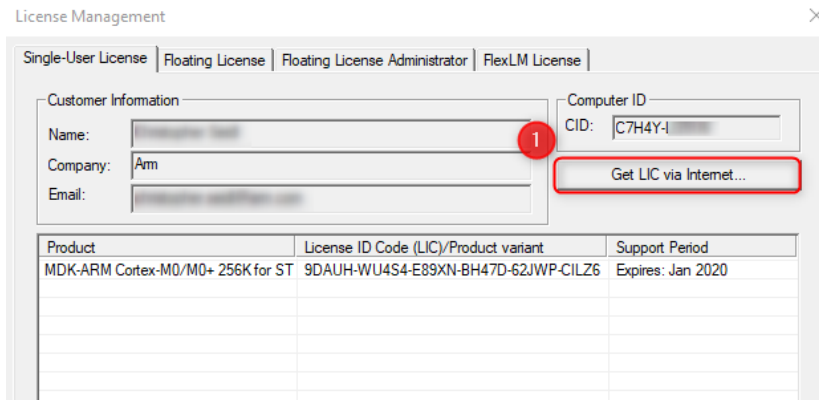 License Management
Single-User License Floating License Floating License Administrator FlexLM License
Customer Information
Name:
Company: Arm
Email:
Computer ID
CID: C7H4Y-
1
Get LIC via Internet...
Product License ID Code (LIC)/Product variant Support Period
MDK-ARM Cortex-M0/M0+ 256K for ST 9DAUH-WU4S4-E89XN-BH47D-62JWP-CILZ6 Expires: Jan 2020